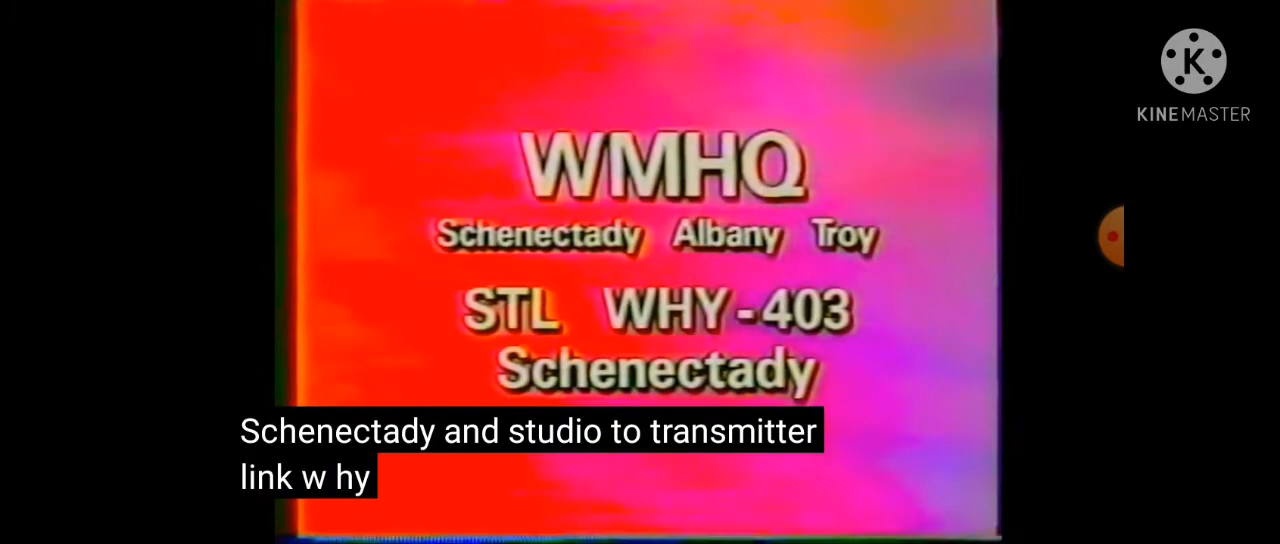 WMHQ
Schenectady Albany Troy
STL WHY-403
Schenectady
Schenectady and studio to transmitter
link w hy
K
KINEMASTER